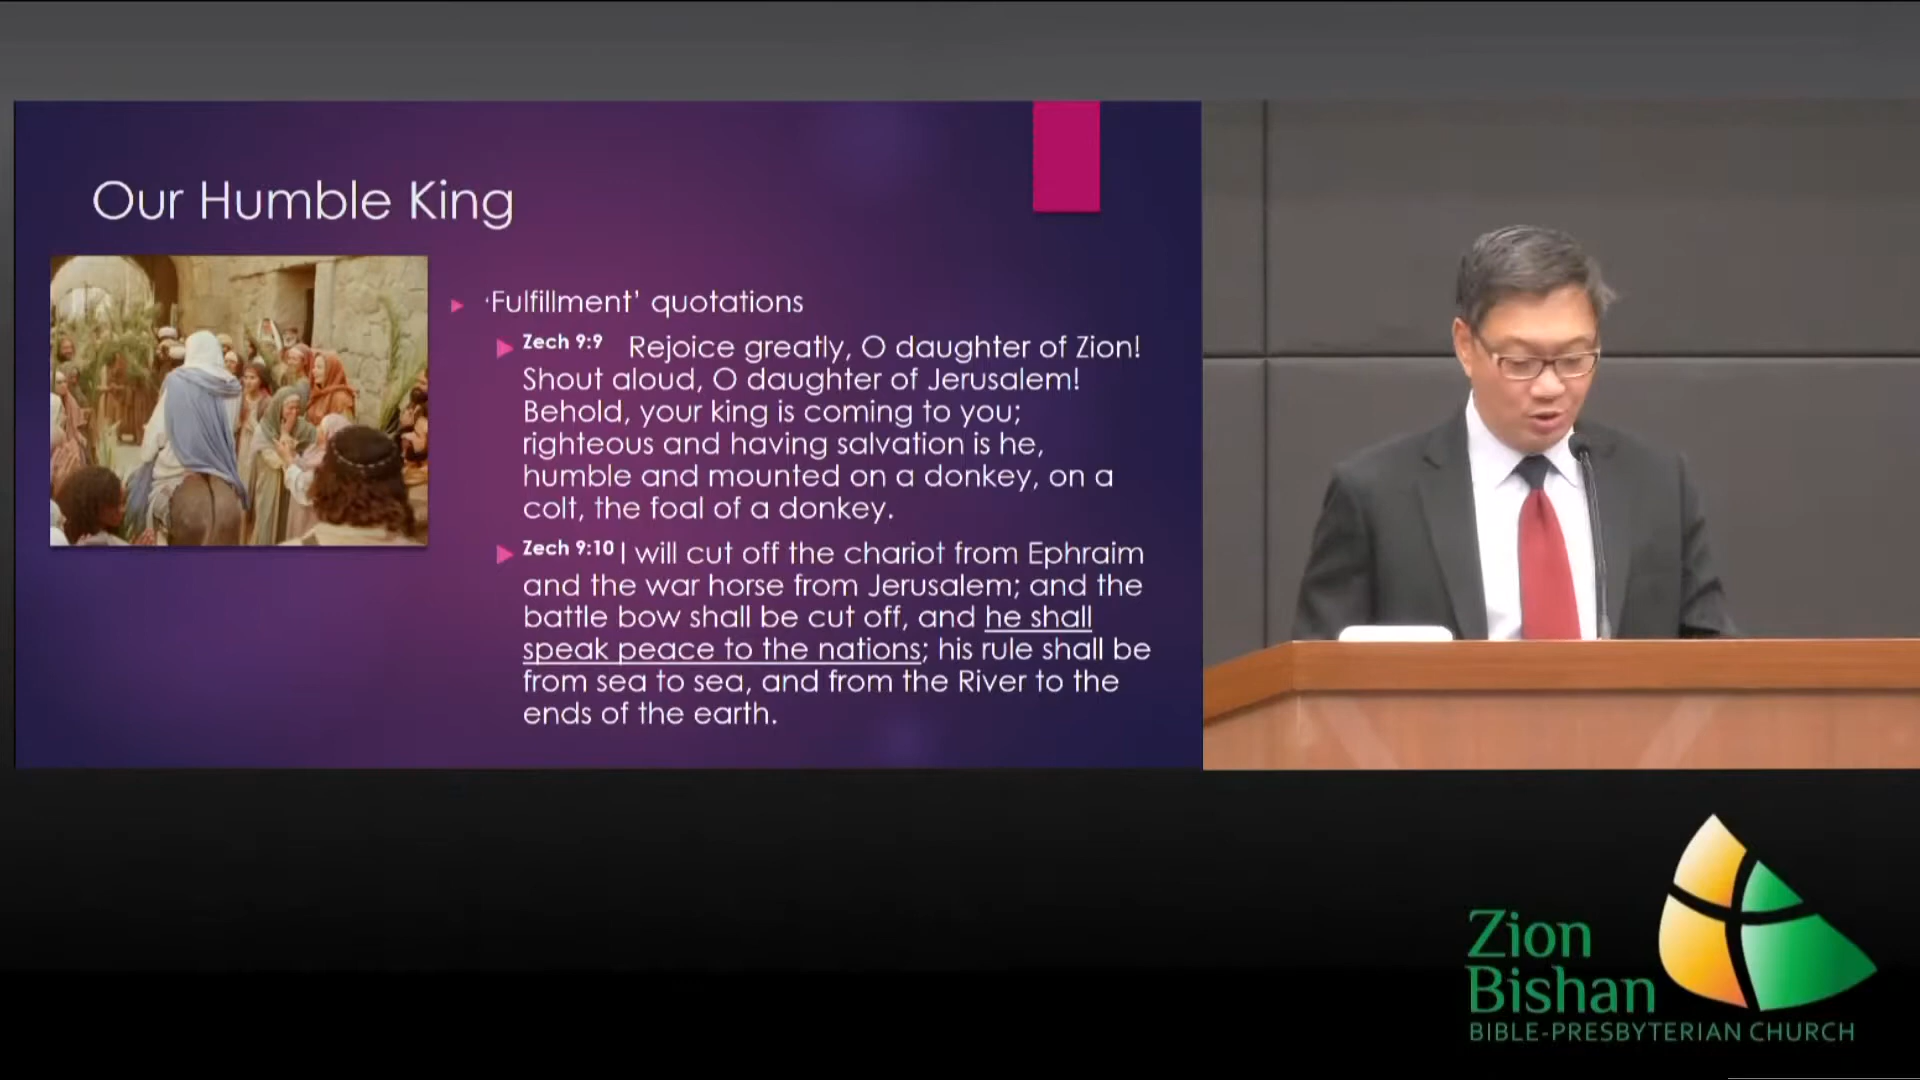 Our Humble King
‘Fulfillment’ quotations
Zech 9:9 Rejoice greatly, O daughter of Zion!
Shout aloud, O daughter of Jerusalem!
Behold, your king is coming to you;
righteous and having salvation is he,
humble and mounted on a donkey, on a
colt, the foal of a donkey.
Zech 9:10 I will cut off the chariot from Ephraim
and the war horse from Jerusalem; and the
battle bow shall be cut off, and he shall
speak peace to the nations; his rule shall be
from sea to sea, and from the River to the
ends of the earth.
Zion
Bishan
BIBLE-PRESBYTERIAN CHURCH